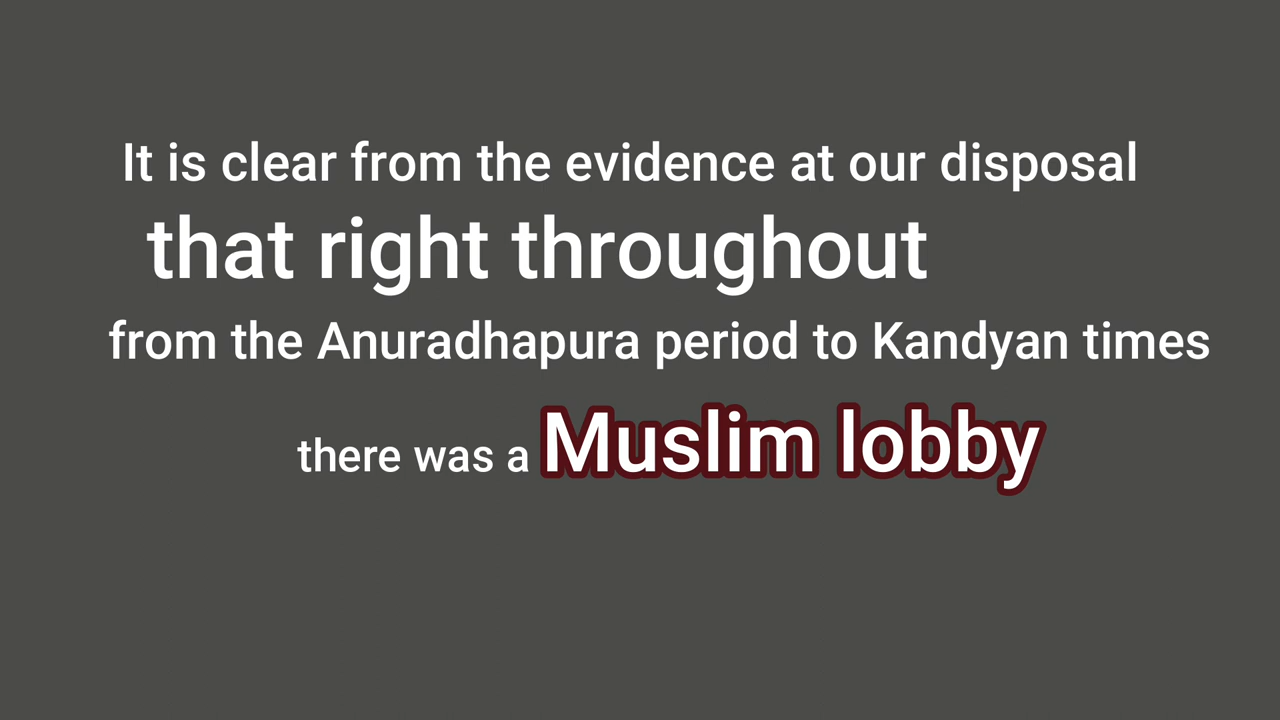 It is clear from the evidence at our disposal
that right throughout
from the Anuradhapura period to Kandyan times
there was a Muslim lobby